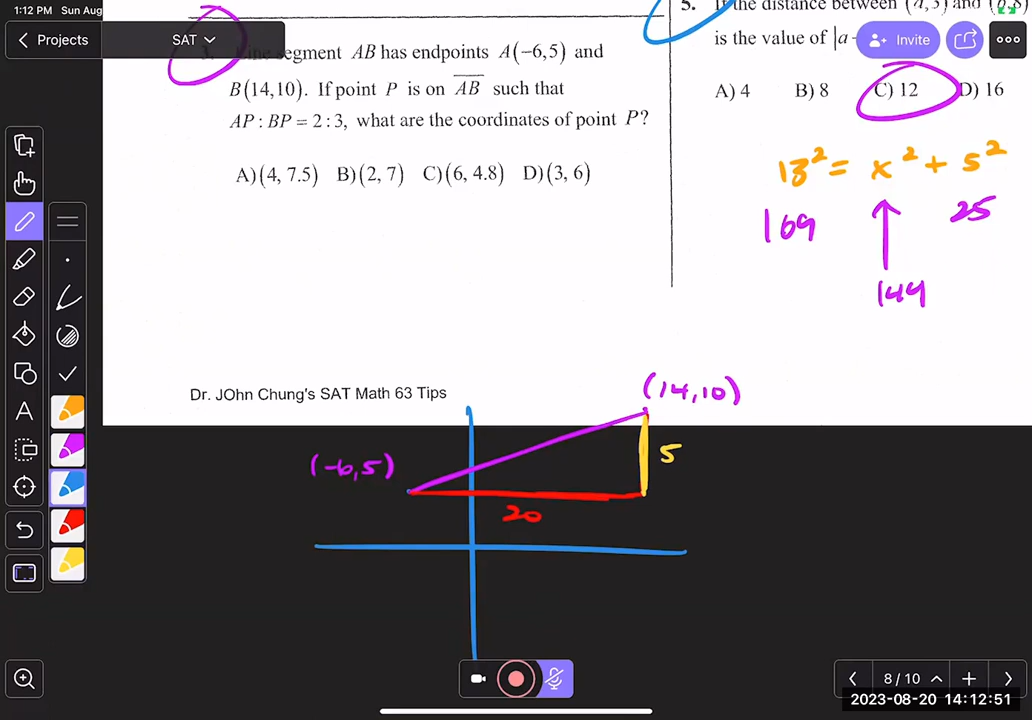 1:12 PM Sun Aug
Projects
SAT
Line segment AB has endpoints A(−6,5) and
B(14,10). If point P is on AB such that
AP : BP = 2 : 3, what are the coordinates of point P?
A) (4, 7.5) B) (2, 7) C) (6, 4.8) D) (3, 6)
5. If the distance between (a,3) and (b,8)
is the value of |a −
Invite
A) 4 B) 8 C) 12 D) 16
13² = x² + 5²
169 25
144
Dr. JOhn Chung's SAT Math 63 Tips
(14,10)
(-6,5)
5
20
A
8 / 10
2023-08-20 14:12:51